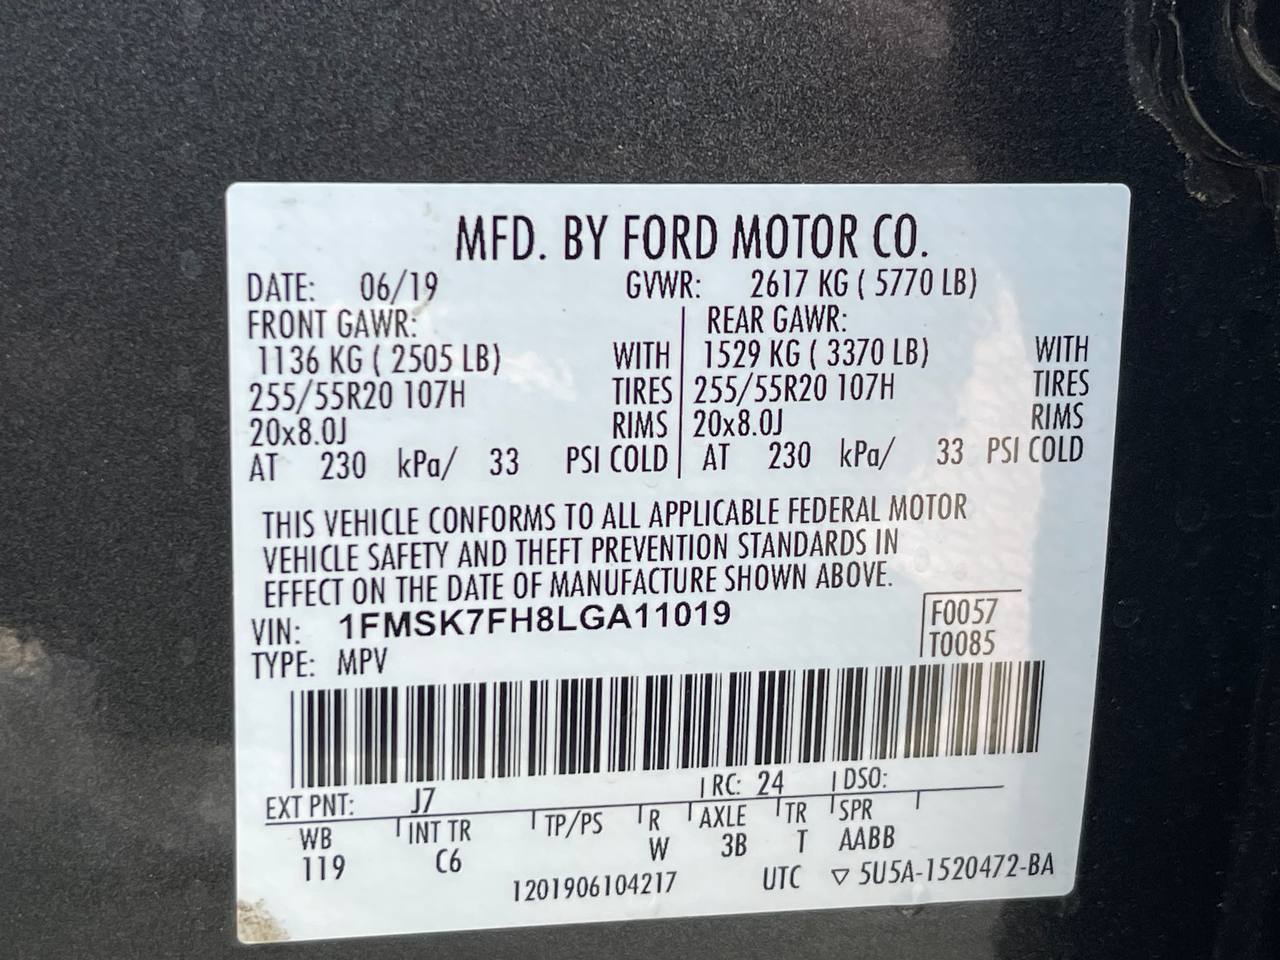 MFD. BY FORD MOTOR CO.
DATE: 06/19 GVWR: 2617 KG ( 5770 LB)
FRONT GAWR: REAR GAWR:
1136 KG ( 2505 LB) WITH 1529 KG ( 3370 LB) WITH
255/55R20 107H TIRES 255/55R20 107H TIRES
20x8.0J RIMS 20x8.0J RIMS
AT 230 kPa/ 33 PSI COLD AT 230 kPa/ 33 PSI COLD
THIS VEHICLE CONFORMS TO ALL APPLICABLE FEDERAL MOTOR
VEHICLE SAFETY AND THEFT PREVENTION STANDARDS IN
EFFECT ON THE DATE OF MANUFACTURE SHOWN ABOVE.
VIN: 1FMSK7FH8LGA11019 F0057
TYPE: MPV T0085
EXT PNT: J7 RC: 24 DSO:
WB INT TR TP/PS R AXLE TR SPR
119 C6 W 3B T AABB
1201906104217 UTC ▽ 5U5A-1520472-BA